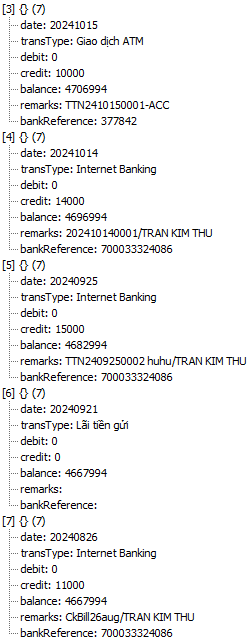 [3] {} (7)
date: 20241015
transType: Giao dịch ATM
debit: 0
credit: 10000
balance: 4706994
remarks: TTN2410150001-ACC
bankReference: 377842
[4] {} (7)
date: 20241014
transType: Internet Banking
debit: 0
credit: 14000
balance: 4696994
remarks: 202410140001/TRAN KIM THU
bankReference: 700033324086
[5] {} (7)
date: 20240925
transType: Internet Banking
debit: 0
credit: 15000
balance: 4682994
remarks: TTN2409250002 huhu/TRAN KIM THU
bankReference: 700033324086
[6] {} (7)
date: 20240921
transType: Lãi tiền gửi
debit: 0
credit: 0
balance: 4667994
remarks:
bankReference:
[7] {} (7)
date: 20240826
transType: Internet Banking
debit: 0
credit: 11000
balance: 4667994
remarks: CkBill26aug/TRAN KIM THU
bankReference: 700033324086